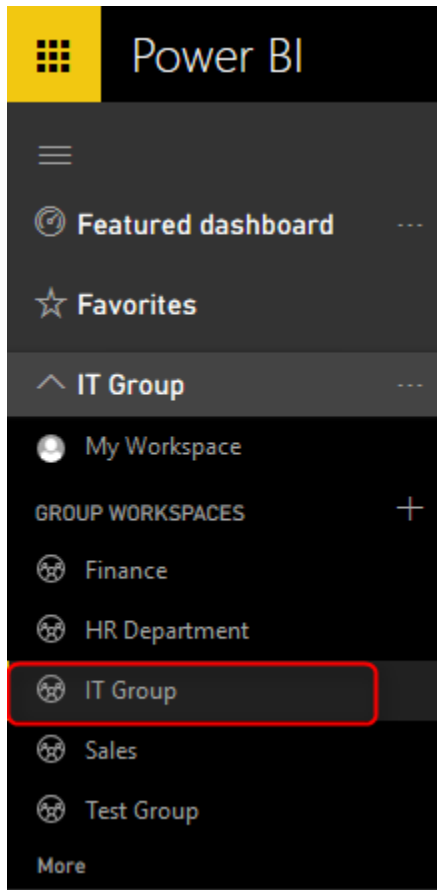 Power BI
Featured dashboard
Favorites
IT Group
My Workspace
GROUP WORKSPACES
Finance
HR Department
IT Group
Sales
Test Group
More